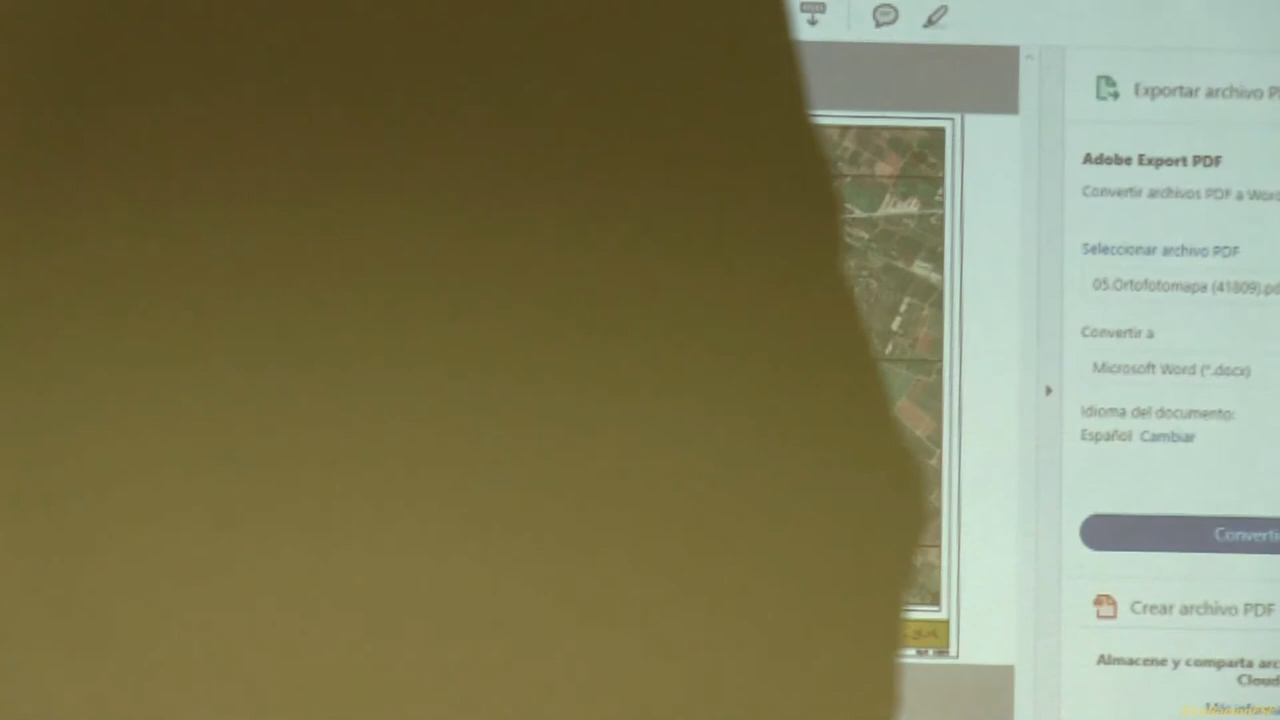 Exportar archivo
Adobe Export PDF
Convertir archivos PDF a Word
Seleccionar archivo PDF
05.Ortofotomapa (41809).pd
Convertir a
Microsoft Word (*.docx)
Idioma del documento:
Español Cambiar
Converti
Crear archivo PDF
Almacene y comparta arc
Cloud